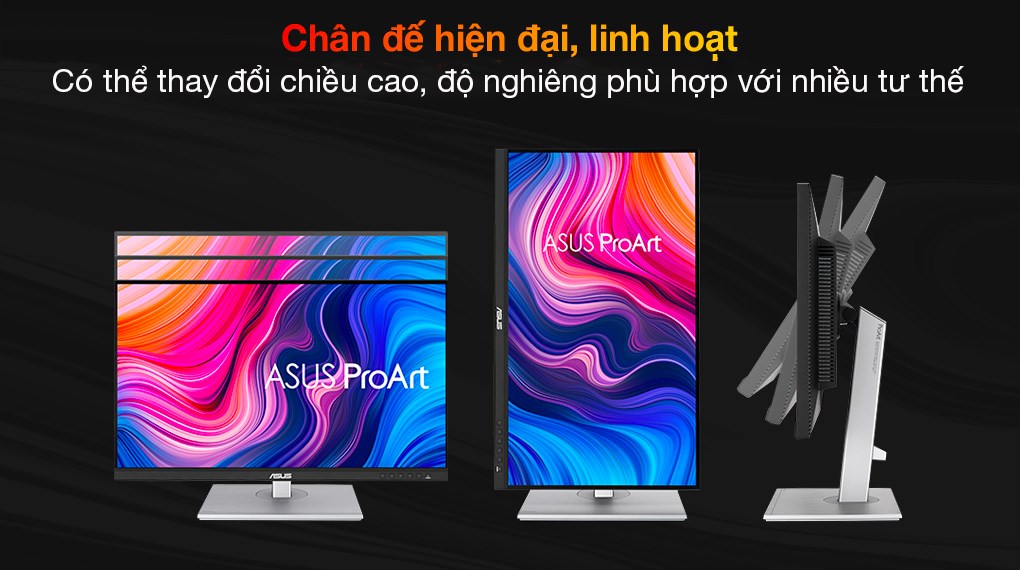 Chân đế hiện đại, linh hoạt
Có thể thay đổi chiều cao, độ nghiêng phù hợp với nhiều tư thế
ASUS ProArt
ASUS
ASUS ProArt
ASUS
ProArt